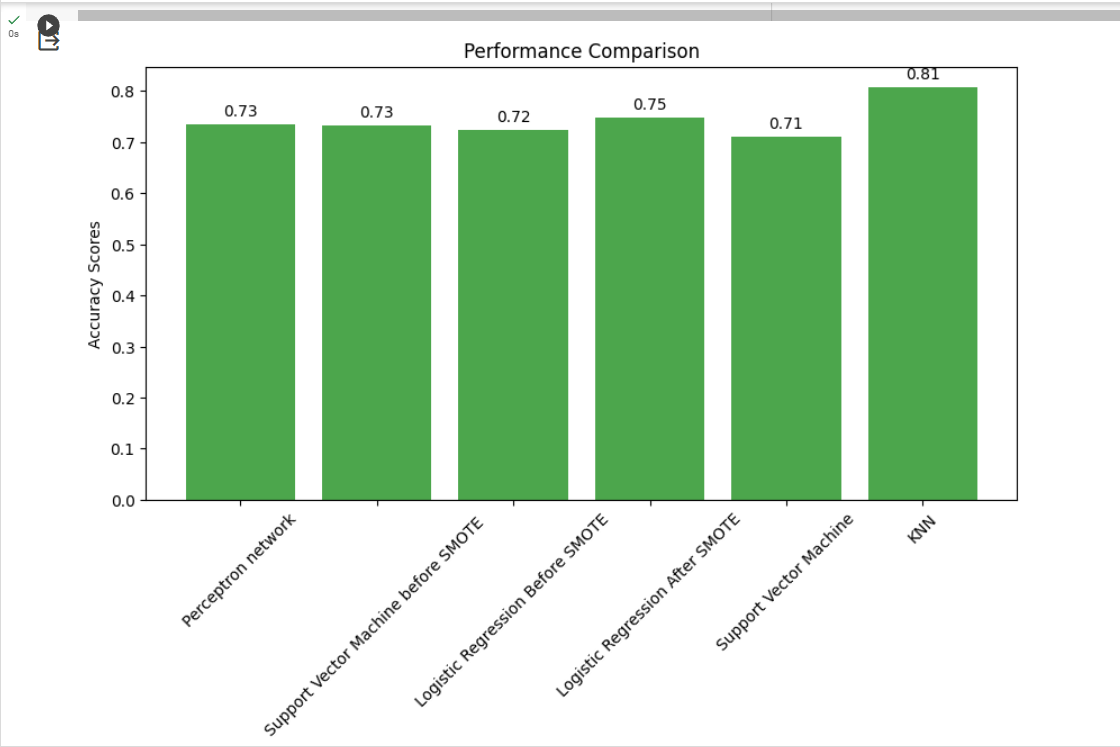 0s
Performance Comparison
Accuracy Scores
0.8
0.7
0.6
0.5
0.4
0.3
0.2
0.1
0.0
0.73
0.73
0.72
0.75
0.71
0.81
Perceptron network
Support Vector Machine before SMOTE
Logistic Regression Before SMOTE
Logistic Regression After SMOTE
Support Vector Machine
KNN